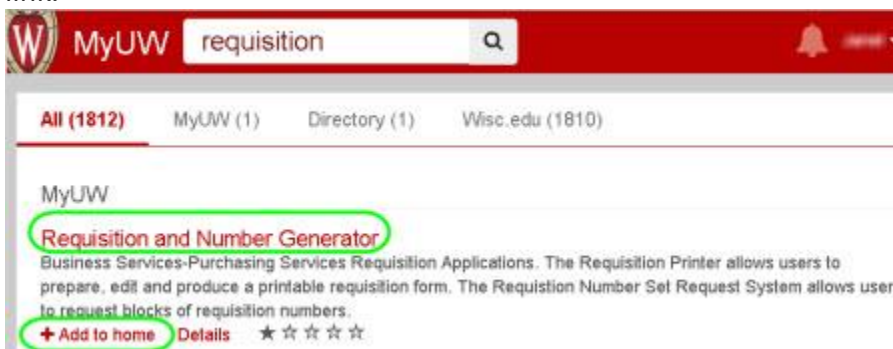 W MyUW requisition
All (1812) MyUW (1) Directory (1) Wisc.edu (1810)
MyUW
Requisition and Number Generator
Business Services-Purchasing Services Requisition Applications. The Requisition Printer allows users to
prepare, edit and produce a printable requisition form. The Requistion Number Set Request System allows user
to request blocks of requisition numbers.
+ Add to home Details